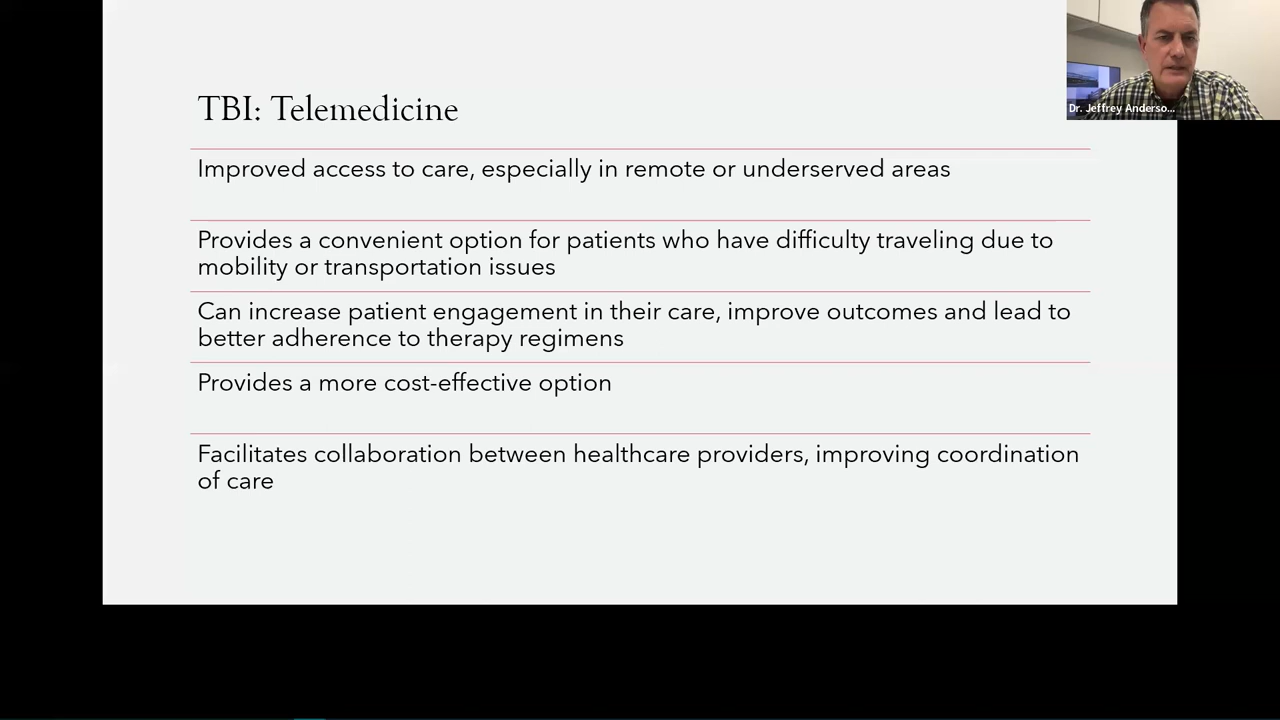 TBI: Telemedicine
Improved access to care, especially in remote or underserved areas
Provides a convenient option for patients who have difficulty traveling due to
mobility or transportation issues
Can increase patient engagement in their care, improve outcomes and lead to
better adherence to therapy regimens
Provides a more cost-effective option
Facilitates collaboration between healthcare providers, improving coordination
of care
Dr. Jeffrey Anderso...